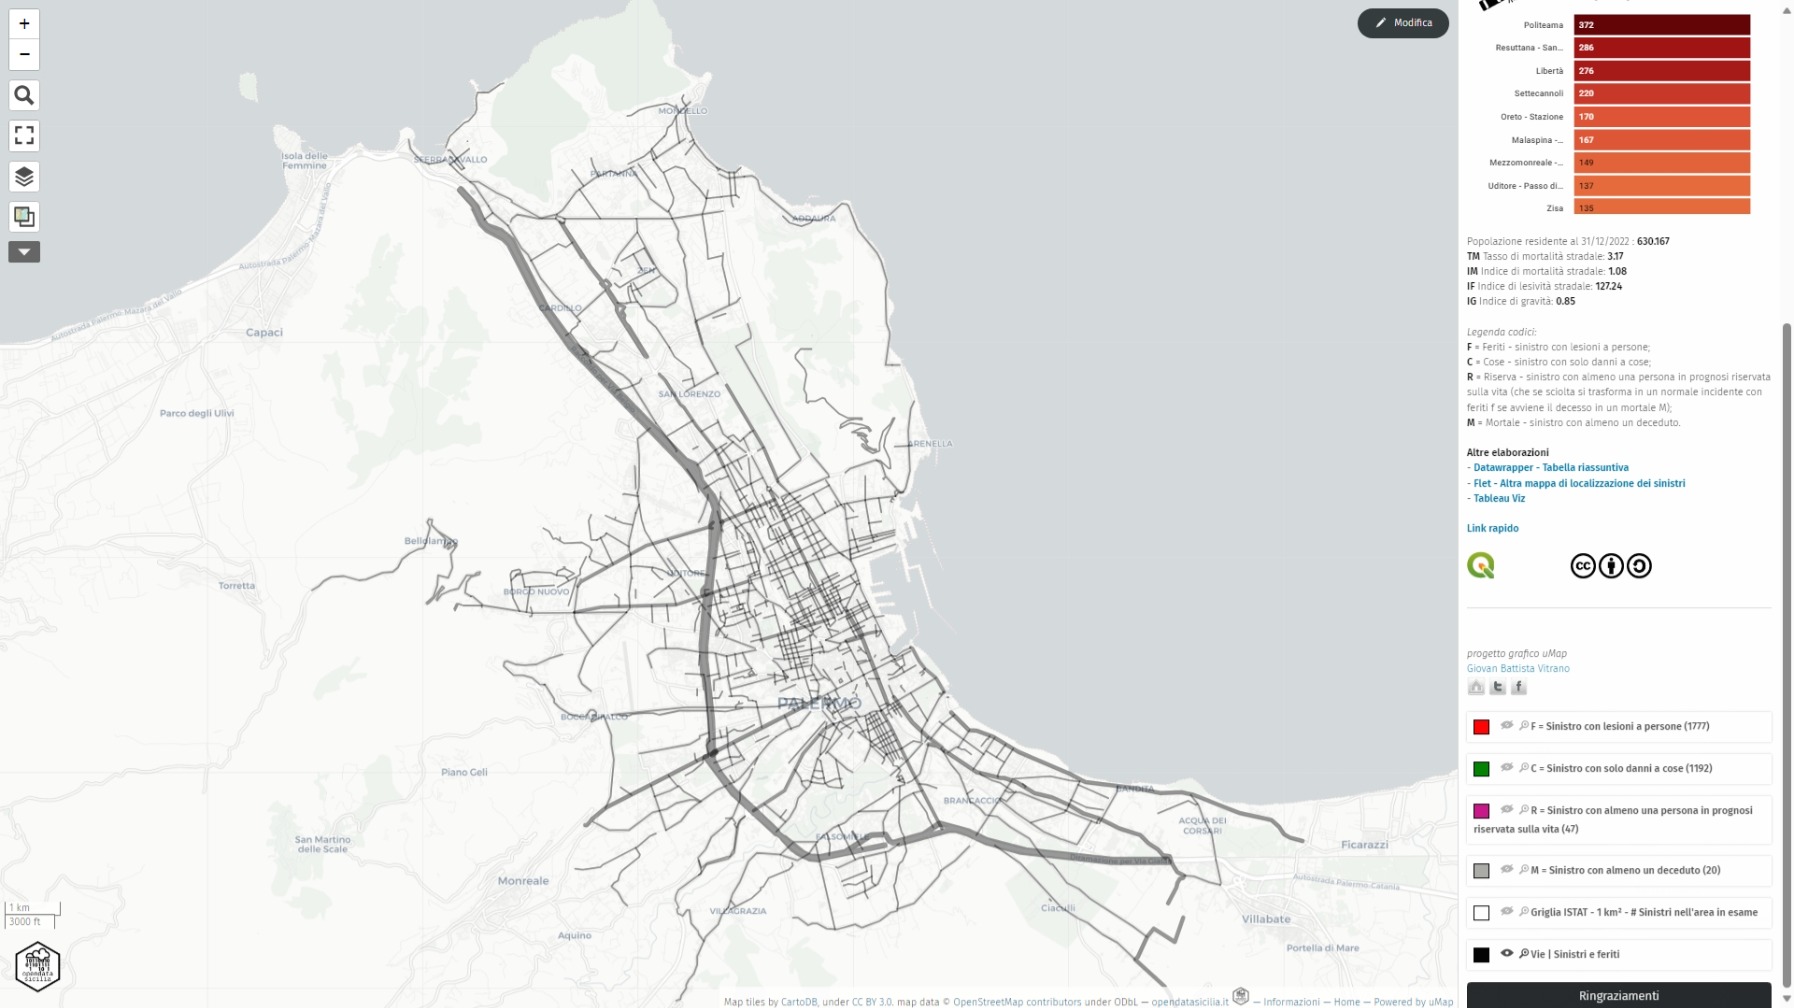 +
−
Modifica
MONDELLO
Isola delle
Femmine
SFERRACAVALLO
PARTANNA
ADDAURA
Autostrada Palermo Mazara del Vallo
ZEN
CARDILLO
Autostrada Palermo Mazara del Vallo
Capaci
SAN LORENZO
Parco degli Ulivi
ARENELLA
Bellolampo
UDITORE
Torretta
BORGO NUOVO
PALERMO
BOCCADIFALCO
Piano Geli
BANDITA
BRANCACCIO
ACQUA DEI
CORSARI
San Martino
delle Scale
FALSOMIELE
Ficarazzi
Monreale
Autostrada Palermo-Catania
Ciaculli
VILLAGRAZIA
Villabate
Aquino
Portella di Mare
1 km
3000 ft
opendata
sicilia
Map tiles by CartoDB, under CC BY 3.0. map data © OpenStreetMap contributors under ODbL — opendatasicilia.it — Informazioni — Home — Powered by uMap
Politeama 372
Resuttana - San... 286
Libertà 276
Settecannoli 220
Oreto - Stazione 170
Malaspina -... 167
Mezzomonreale -... 149
Uditore - Passo di... 137
Zisa 135
Popolazione residente al 31/12/2022 : 630.167
TM Tasso di mortalità stradale: 3.17
IM Indice di mortalità stradale: 1.08
IF Indice di lesività stradale: 127.24
IG Indice di gravità: 0.85
Legenda codici:
F = Feriti - sinistro con lesioni a persone;
C = Cose - sinistro con solo danni a cose;
R = Riserva - sinistro con almeno una persona in prognosi riservata
sulla vita (che se sciolta si trasforma in un normale incidente con
feriti f se avviene il decesso in un mortale M);
M = Mortale - sinistro con almeno un deceduto.
Altre elaborazioni
- Datawrapper - Tabella riassuntiva
- Flet - Altra mappa di localizzazione dei sinistri
- Tableau Viz
Link rapido
cc
progetto grafico uMap
Giovan Battista Vitrano
F = Sinistro con lesioni a persone (1777)
C = Sinistro con solo danni a cose (1192)
R = Sinistro con almeno una persona in prognosi
riservata sulla vita (47)
M = Sinistro con almeno un deceduto (20)
Griglia ISTAT - 1 km² - # Sinistri nell'area in esame
Vie | Sinistri e feriti
Ringraziamenti